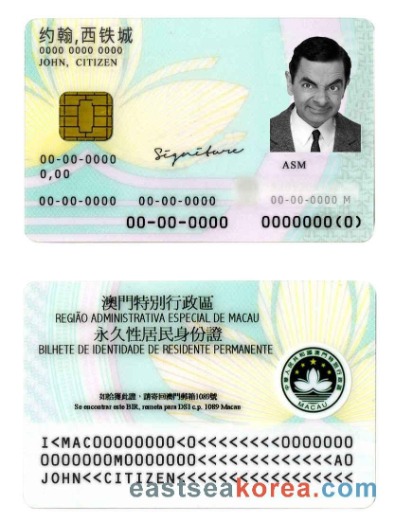 约翰,西铁城
0000 0000 0000
JOHN, CITIZEN
Signature
00-00-0000
0,00
ASM
00-00-0000 00-00-0000 00-00-0000 M
00-00-0000 0000000(0)
澳門特別行政區
REGIÃO ADMINISTRATIVA ESPECIAL DE MACAU
永久性居民身份證
BILHETE DE IDENTIDADE DE RESIDENTE PERMANENTE
MACAU
如拾獲此證，請寄回澳門郵箱1089號
Se encontrar este BIR, remeta para DSI c.p. 1089 Macau
I<MAC00000000<0<<<<<<<<0000000
0000000M0000000<<<<<<<<<<<<<<A0
JOHN<<CITIZEN<<<<<<<<<<<<<<<<<
eastseakorea.com